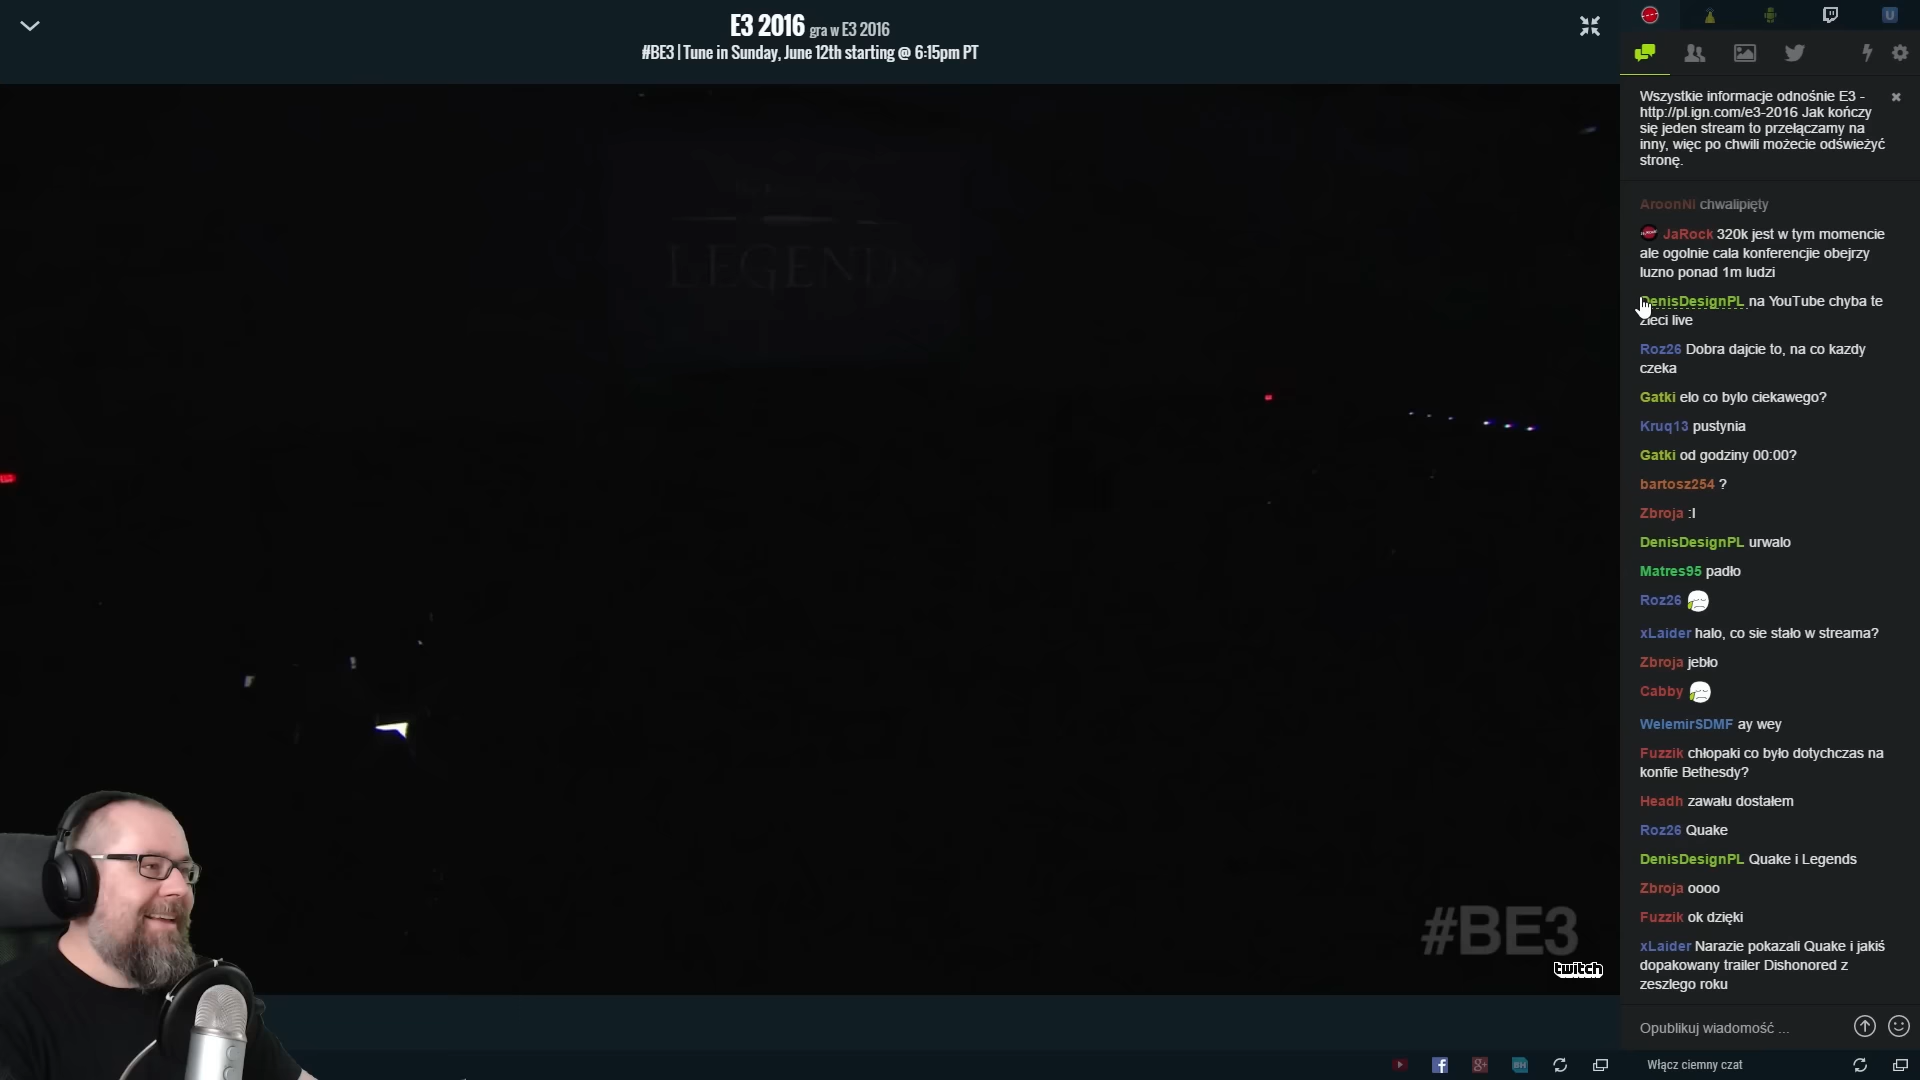 E3 2016 gra w E3 2016
#BE3 | Tune in Sunday, June 12th starting @ 6:15pm PT
LEGENDS
#BE3
twitch
Wszystkie informacje odnośnie E3 -
http://pl.ign.com/e3-2016 Jak kończy
się jeden stream to przełączamy na
inny, więc po chwili możecie odświeżyć
stronę.
AroonNi chwalipięty
JaRock 320k jest w tym momencie
ale ogolnie cala konferencjie obejrzy
luzno ponad 1m ludzi
DenisDesignPL na YouTube chyba te
zleci live
Roz26 Dobra dajcie to, na co kazdy
czeka
Gatki elo co bylo ciekawego?
Kruq13 pustynia
Gatki od godziny 00:00?
bartosz254 ?
Zbroja :I
DenisDesignPL urwalo
Matres95 padło
Roz26
xLaider halo, co sie stało w streama?
Zbroja jebło
Cabby
WelemirSDMF ay wey
Fuzzik chłopaki co było dotychczas na
konfie Bethesdy?
Headh zawału dostałem
Roz26 Quake
DenisDesignPL Quake i Legends
Zbroja oooo
Fuzzik ok dzięki
xLaider Narazie pokazali Quake i jakiś
dopakowany trailer Dishonored z
zeszlego roku
Opublikuj wiadomość ...
Włącz ciemny czat